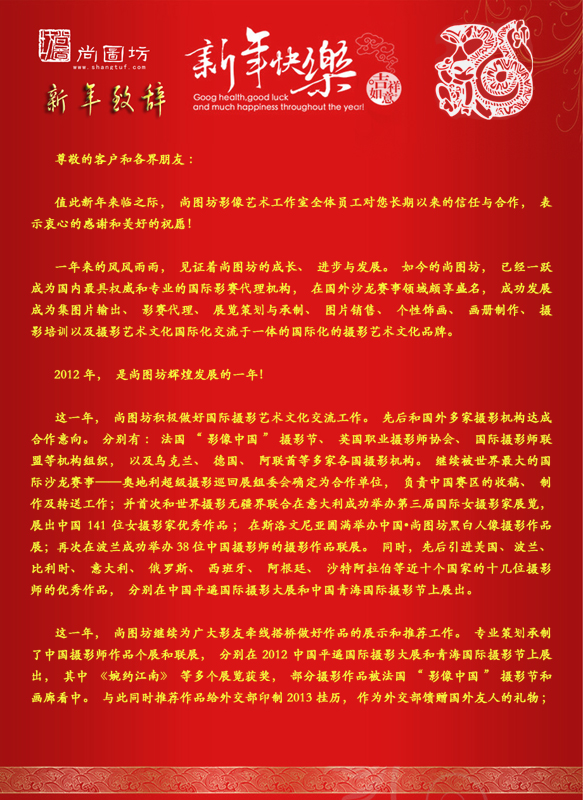 尚圖坊
www.shangtuf.com
新年快樂
吉祥如意
Goog health,good luck
and much happiness throughout the year!
新年致辞
尊敬的客户和各界朋友：
值此新年来临之际， 尚图坊影像艺术工作室全体员工对您长期以来的信任与合作， 表
示衷心的感谢和美好的祝愿！
一年来的风风雨雨， 见证着尚图坊的成长、 进步与发展。 如今的尚图坊， 已经一跃
成为国内最具权威和专业的国际影赛代理机构， 在国外沙龙赛事领域颇享盛名， 成功发展
成为集图片输出、 影赛代理、 展览策划与承制、 图片销售、 个性饰画、 画册制作、 摄
影培训以及摄影艺术文化国际化交流于一体的国际化的摄影艺术文化品牌。
2012 年， 是尚图坊辉煌发展的一年！
这一年， 尚图坊积极做好国际摄影艺术文化交流工作。 先后和国外多家摄影机构达成
合作意向。 分别有： 法国 “ 影像中国 ” 摄影节、 英国职业摄影师协会、 国际摄影师联
盟等机构组织， 以及乌克兰、 德国、 阿联酋等多家各国摄影机构。 继续被世界最大的国
际沙龙赛事——奥地利超级摄影巡回展组委会确定为合作单位， 负责中国赛区的收稿、 制
作及转送工作；并首次和世界摄影无疆界联合在意大利成功举办第三届国际女摄影家展览，
展出中国 141 位女摄影家优秀作品； 在斯洛文尼亚圆满举办中国•尚图坊黑白人像摄影作品
展；再次在波兰成功举办 38 位中国摄影师的摄影作品联展。 同时，先后引进美国、波兰、
比利时、 意大利、 俄罗斯、 西班牙、 阿根廷、 沙特阿拉伯等近十个国家的十几位摄影
师的优秀作品， 分别在中国平遥国际摄影大展和中国青海国际摄影节上展出。
这一年， 尚图坊继续为广大影友牵线搭桥做好作品的展示和推荐工作。 专业策划承制
了中国摄影师作品个展和联展， 分别在 2012 中国平遥国际摄影大展和青海国际摄影节上展
出， 其中 《婉约江南》 等多个展览获奖， 部分摄影作品被法国 “ 影像中国 ” 摄影节和
画廊看中。 与此同时推荐作品给外交部印制 2013 挂历， 作为外交部馈赠国外友人的礼物；